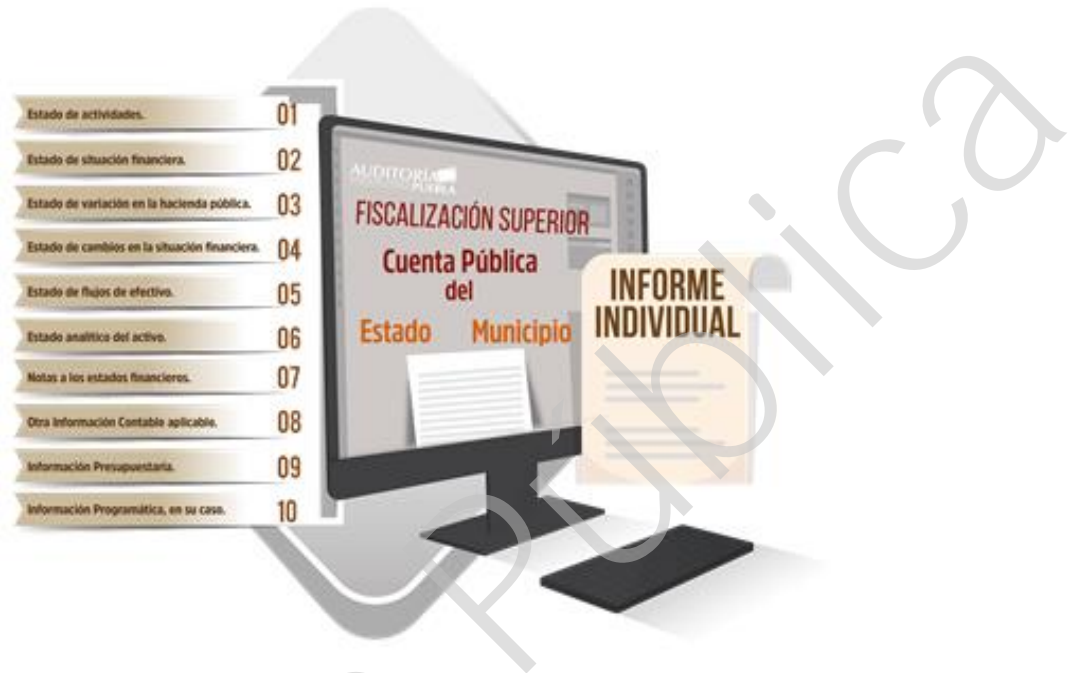 Estado de actividades. 01
Estado de situación financiera. 02
Estado de variación en la hacienda pública. 03
Estado de cambios en la situación financiera. 04
Estado de flujos de efectivo. 05
Estado analítico del activo. 06
Notas a los estados financieros. 07
Otra Información Contable aplicable. 08
Información Presupuestaria. 09
Información Programática, en su caso. 10
AUDITORÍA
PUEBLA
FISCALIZACIÓN SUPERIOR
Cuenta Pública
del
Estado Municipio
INFORME
INDIVIDUAL
Pública